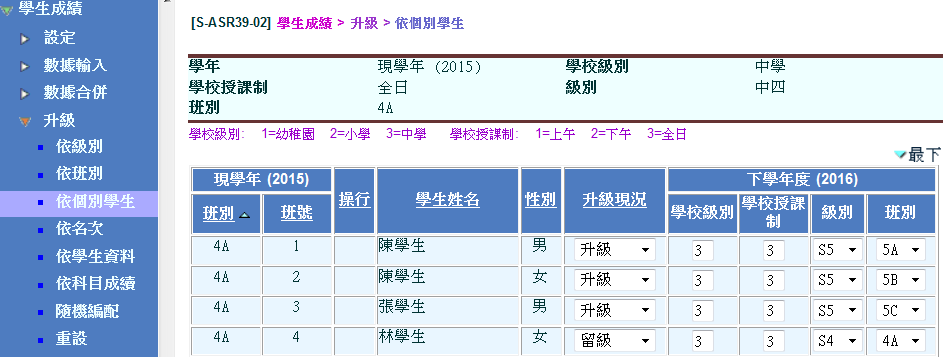 學生成績
設定
數據輸入
數據合併
升級
依級別
依班別
依個別學生
依名次
依學生資料
依科目成績
隨機編配
重設
[S-ASR39-02] 學生成績 > 升級 > 依個別學生
學年 現學年 (2015) 學校級別 中學
學校授課制 全日 級別 中四
班別 4A
學校級別: 1=幼稚園 2=小學 3=中學 學校授課制: 1=上午 2=下午 3=全日
最下
現學年 (2015) 操行 學生姓名 性別 升級現況 下學年度 (2016)
班別 班號 學校級別 學校授課制 級別 班別
4A 1 陳學生 男 升級 3 3 S5 5A
4A 2 陳學生 女 升級 3 3 S5 5B
4A 3 張學生 男 升級 3 3 S5 5C
4A 4 林學生 女 留級 3 3 S4 4A